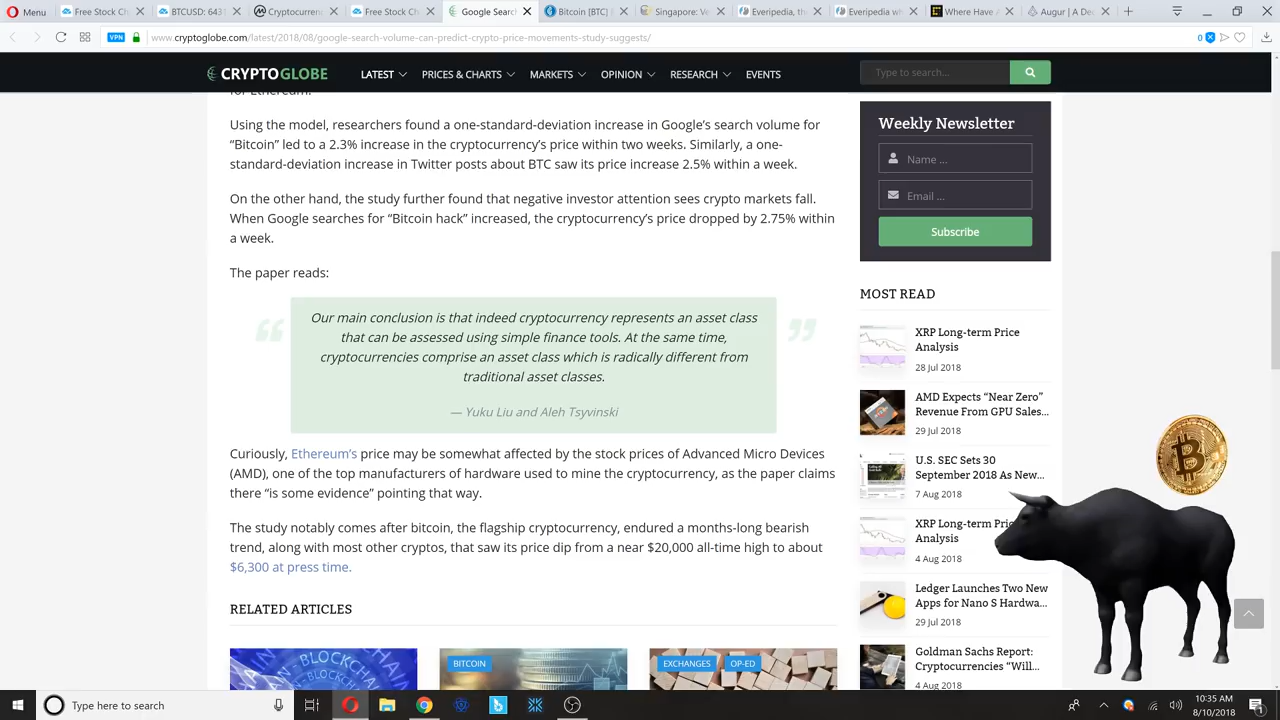 Menu
Free Stock Ch
BTCUSD: 643
Cryptocurren
Free Stock Ch
Google Searc
Bitcoin [BTC]
Singapore: Ve
Everipedia, th
Everipedia (I
Where Have A
Augur | A Dec
VPN
www.cryptoglobe.com/latest/2018/08/google-search-volume-can-predict-crypto-price-movements-study-suggests/
0
CRYPTOGLOBE
LATEST
PRICES & CHARTS
MARKETS
OPINION
RESEARCH
EVENTS
Type to search...
for Ethereum.
Using the model, researchers found a one-standard-deviation increase in Google's search volume for
“Bitcoin” led to a 2.3% increase in the cryptocurrency's price within two weeks. Similarly, a one-
standard-deviation increase in Twitter posts about BTC saw its price increase 2.5% within a week.
On the other hand, the study further found that negative investor attention sees crypto markets fall.
When Google searches for “Bitcoin hack” increased, the cryptocurrency's price dropped by 2.75% within
a week.
The paper reads:
Our main conclusion is that indeed cryptocurrency represents an asset class
that can be assessed using simple finance tools. At the same time,
cryptocurrencies comprise an asset class which is radically different from
traditional asset classes.
— Yuku Liu and Aleh Tsyvinski
Curiously, Ethereum's price may be somewhat affected by the stock prices of Advanced Micro Devices
(AMD), one of the top manufacturers of hardware used to mine the cryptocurrency, as the paper claims
there “is some evidence” pointing that way.
The study notably comes after bitcoin, the flagship cryptocurrency, endured a months-long bearish
trend, along with most other cryptos, that saw its price dip from a near $20,000 all-time high to about
$6,300 at press time.
RELATED ARTICLES
BLOCKCHAIN
BITCOIN
EXCHANGES
OP-ED
Weekly Newsletter
Name ...
Email ...
Subscribe
MOST READ
XRP Long-term Price
Analysis
28 Jul 2018
AMD Expects “Near Zero”
Revenue From GPU Sales...
29 Jul 2018
U.S. SEC Sets 30
September 2018 As New...
7 Aug 2018
XRP Long-term Pric
Analysis
4 Aug 2018
Ledger Launches Two New
Apps for Nano S Hardwa...
29 Jul 2018
Goldman Sachs Report:
Cryptocurrencies “Will...
4 Aug 2018
Type here to search
10:35 AM
8/10/2018
1